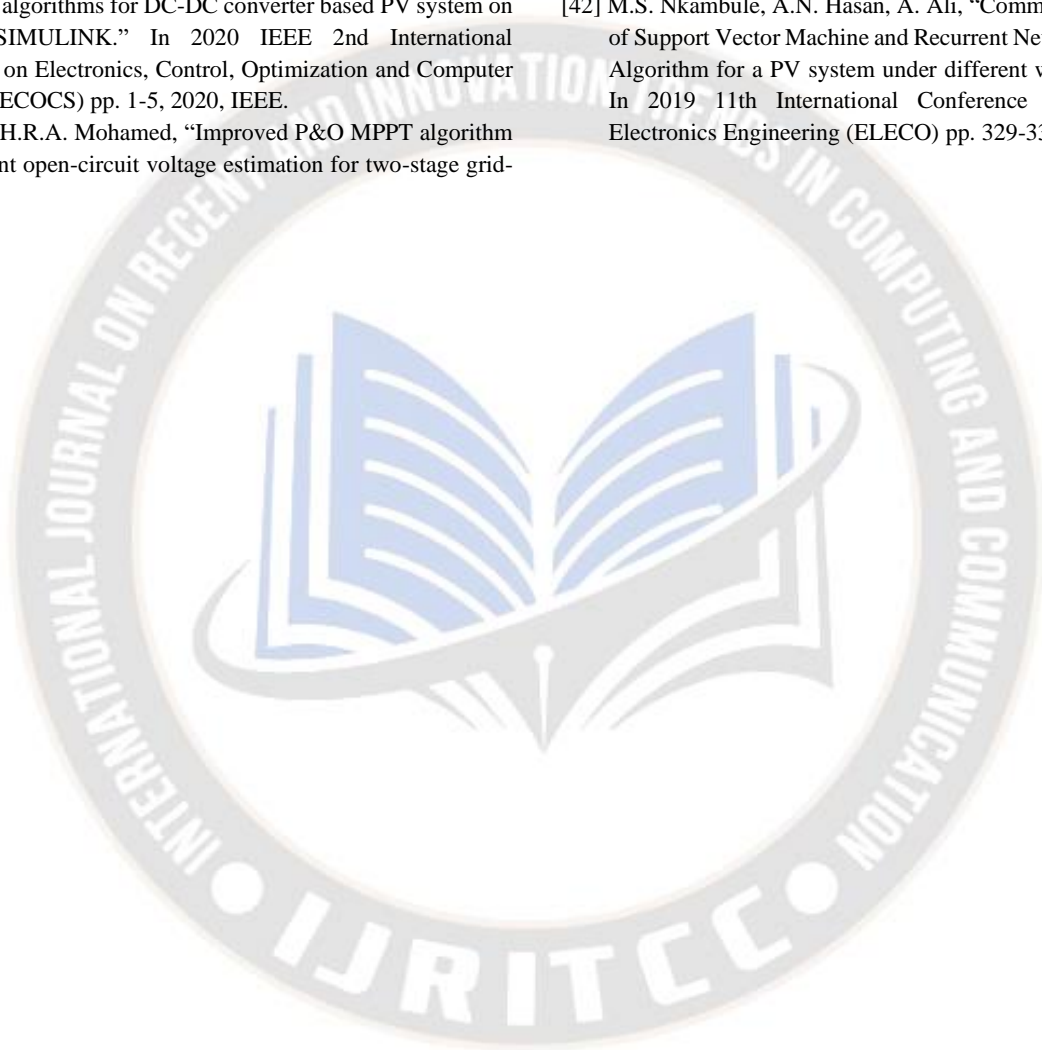 algorithms for DC-DC converter based PV system on
SIMULINK.” In 2020 IEEE 2nd International
on Electronics, Control, Optimization and Computer
ECOCS) pp. 1-5, 2020, IEEE.
H.R.A. Mohamed, “Improved P&O MPPT algorithm
nt open-circuit voltage estimation for two-stage grid-
[42] M.S. Nkambule, A.N. Hasan, A. Ali, “Comm
of Support Vector Machine and Recurrent Ne
Algorithm for a PV system under different w
In 2019 11th International Conference
Electronics Engineering (ELECO) pp. 329-33
INTERNATIONAL JOURNAL ON RECENT AND INNOVATION TRENDS IN COMPUTING AND COMMUNICATION
IJRITCC